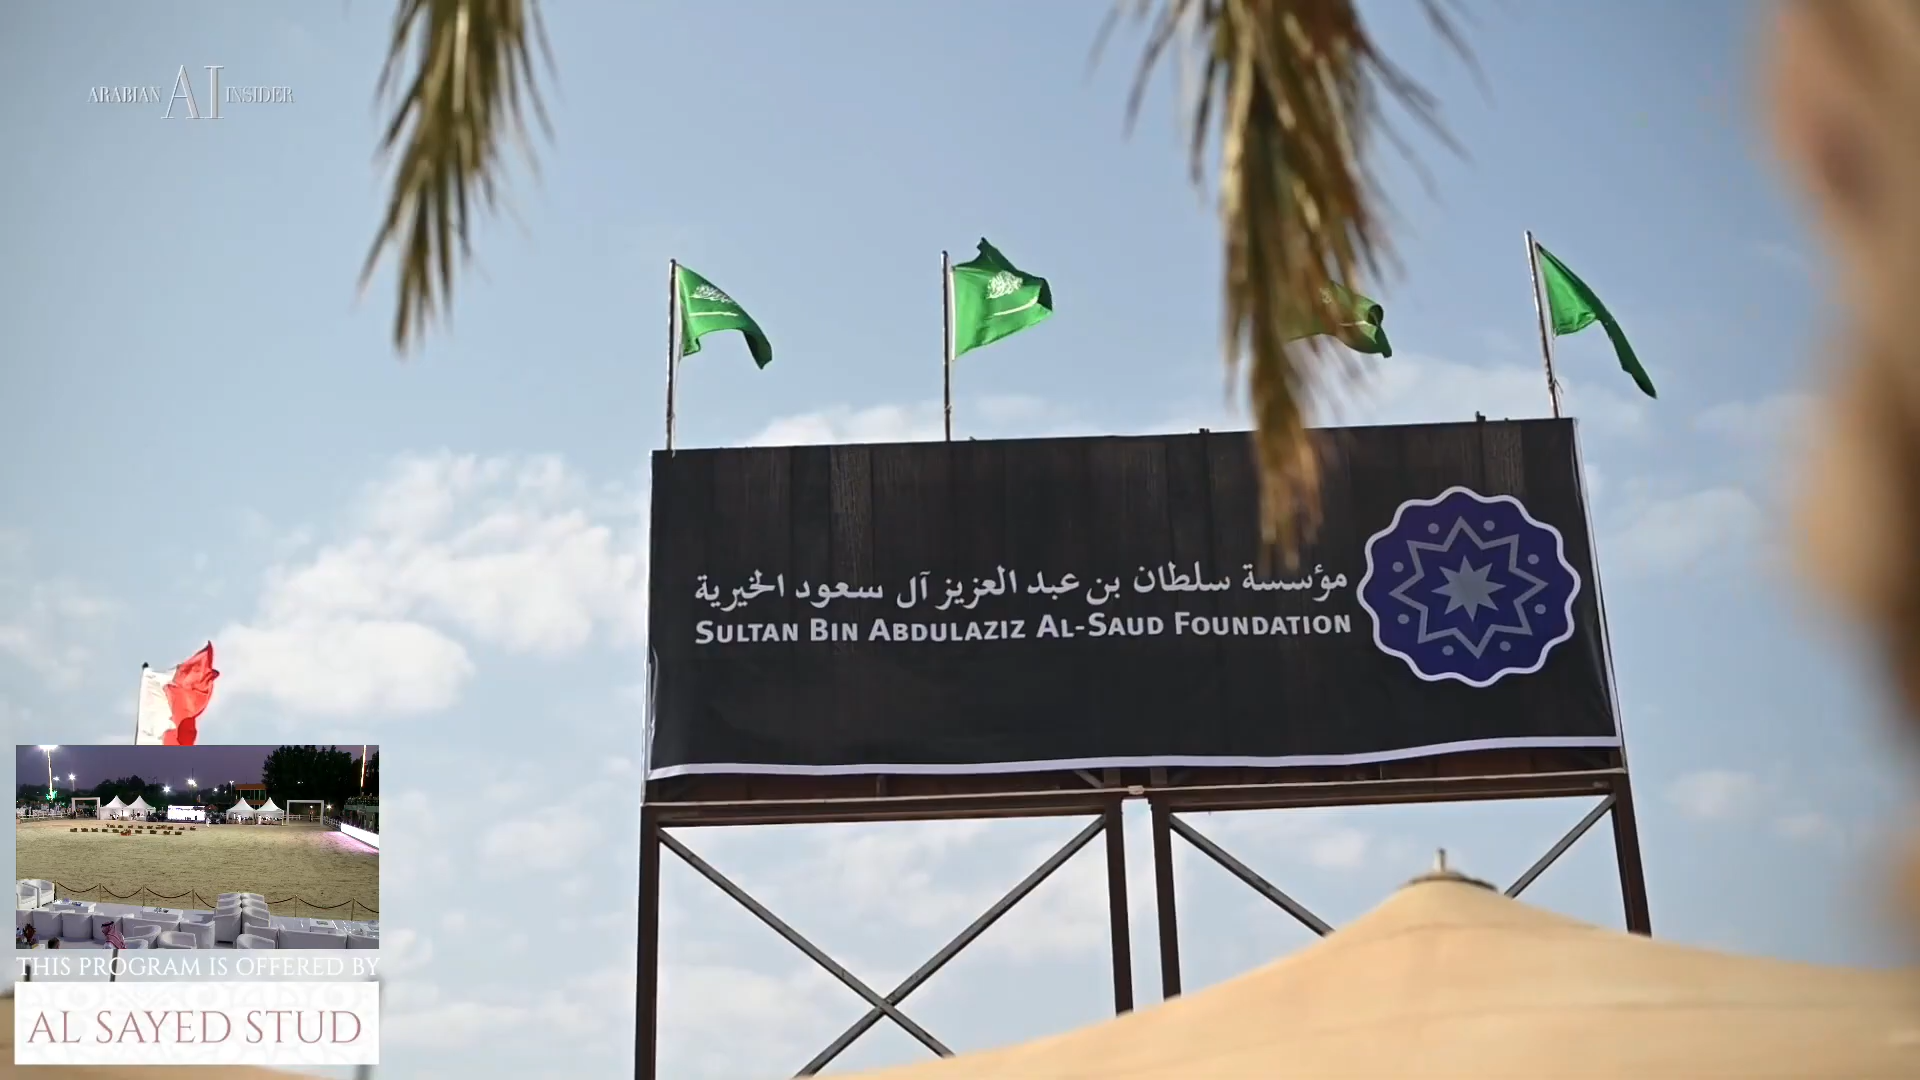 ARABIAN AI INSIDER
مؤسسة سلطان بن عبد العزيز آل سعود الخيرية
SULTAN BIN ABDULAZIZ AL-SAUD FOUNDATION
THIS PROGRAM IS OFFERED BY
AL SAYED STUD